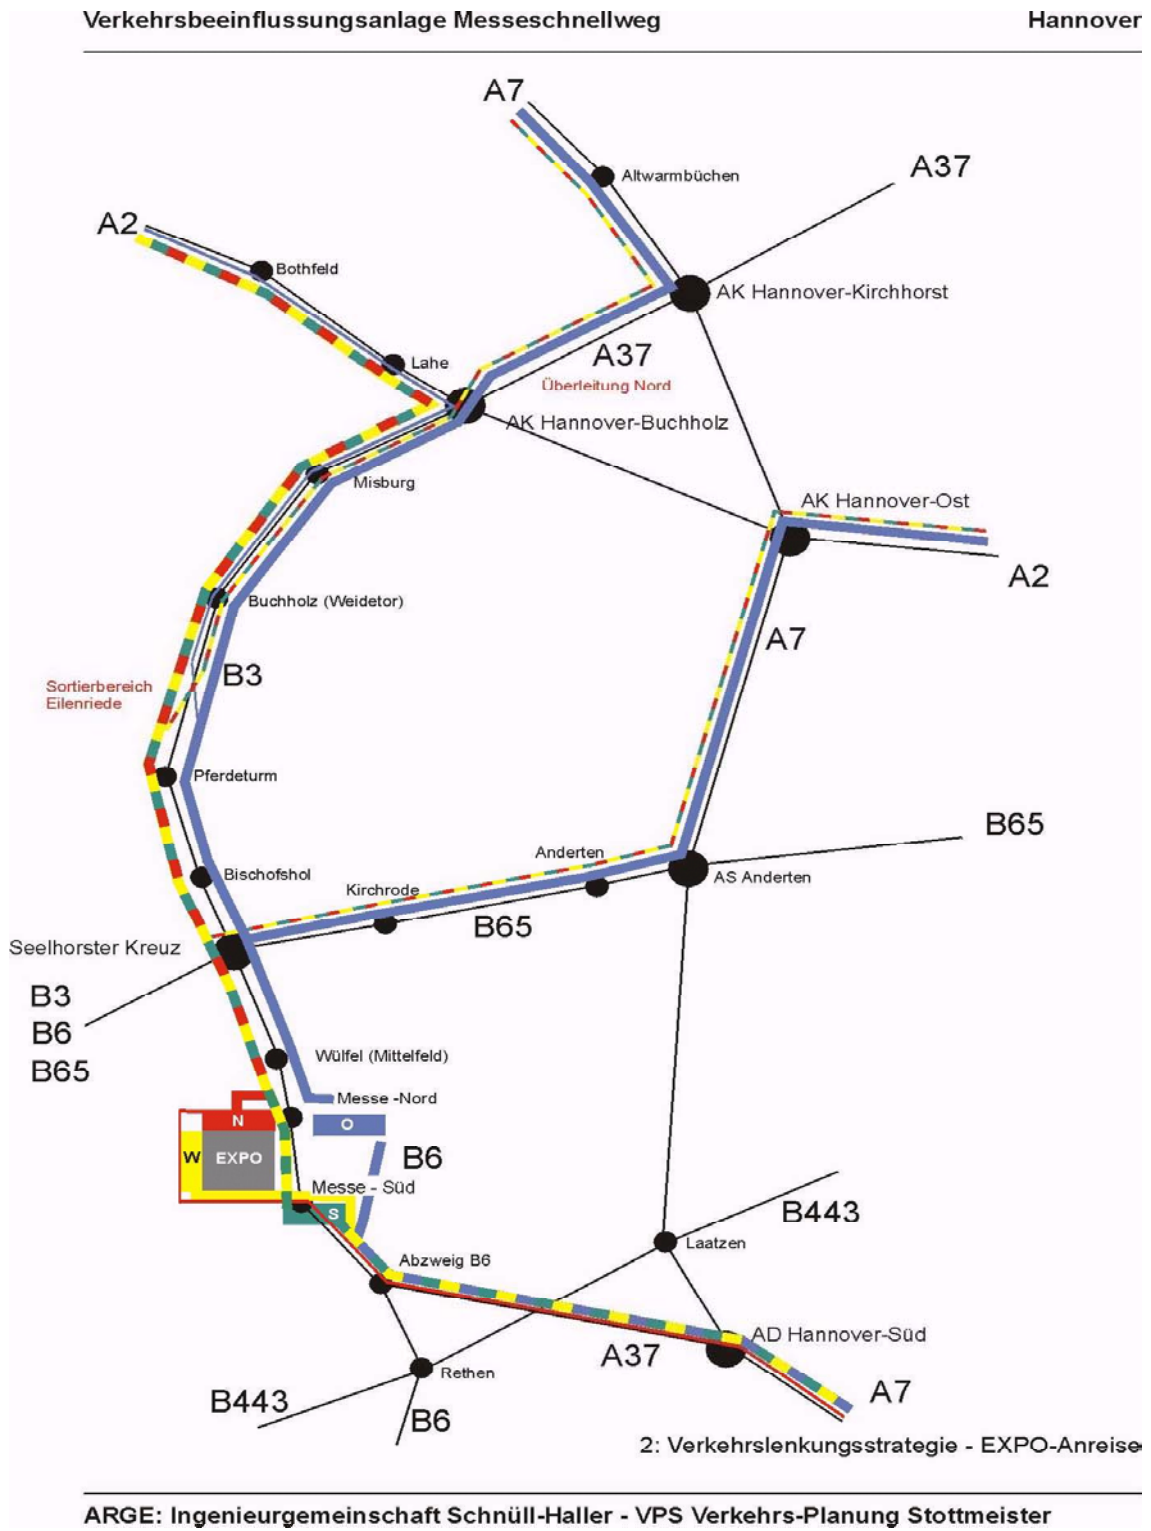 Verkehrsbeeinflussungsanlage Messeschnellweg Hannover
A7
Altwarmbüchen
A37
A2
Bothfeld
AK Hannover-Kirchhorst
Lahe
A37
Überleitung Nord
AK Hannover-Buchholz
Misburg
AK Hannover-Ost
A2
Buchholz (Weidetor)
A7
B3
Sortierbereich
Eilenriede
Pferdeturm
B65
Anderten
Bischofshol
Kirchrode
AS Anderten
B65
Seelhorster Kreuz
B3
B6
B65
Wülfel (Mittelfeld)
Messe -Nord
N
O
W
EXPO
B6
Messe - Süd
S
B443
Laatzen
Abzweig B6
AD Hannover-Süd
A37
Rethen
A7
B443
B6
2: Verkehrslenkungsstrategie - EXPO-Anreise
ARGE: Ingenieurgemeinschaft Schnüll-Haller - VPS Verkehrs-Planung Stottmeister